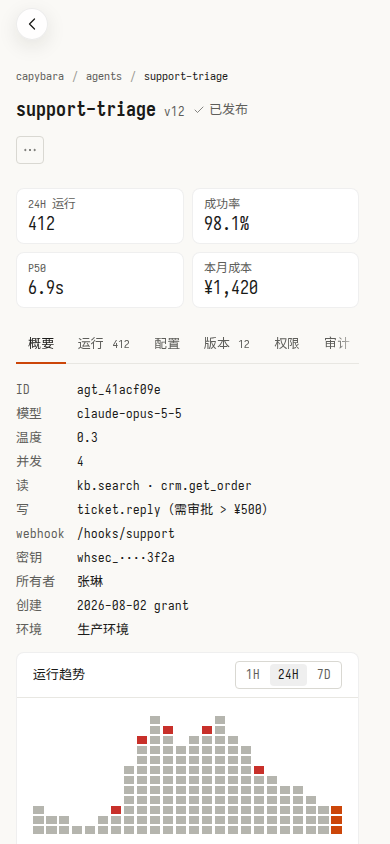 capybara / agents / support-triage
support-triage v12 ✓ 已发布
···
24H 运行
412
成功率
98.1%
P50
6.9s
本月成本
¥1,420
概要 运行 412 配置 版本 12 权限 审计
ID agt_41acf09e
模型 claude-opus-5-5
温度 0.3
并发 4
读 kb.search · crm.get_order
写 ticket.reply (需审批 > ¥500)
webhook /hooks/support
密钥 whsec_····3f2a
所有者 张琳
创建 2026-08-02 grant
环境 生产环境
运行趋势 1H 24H 7D